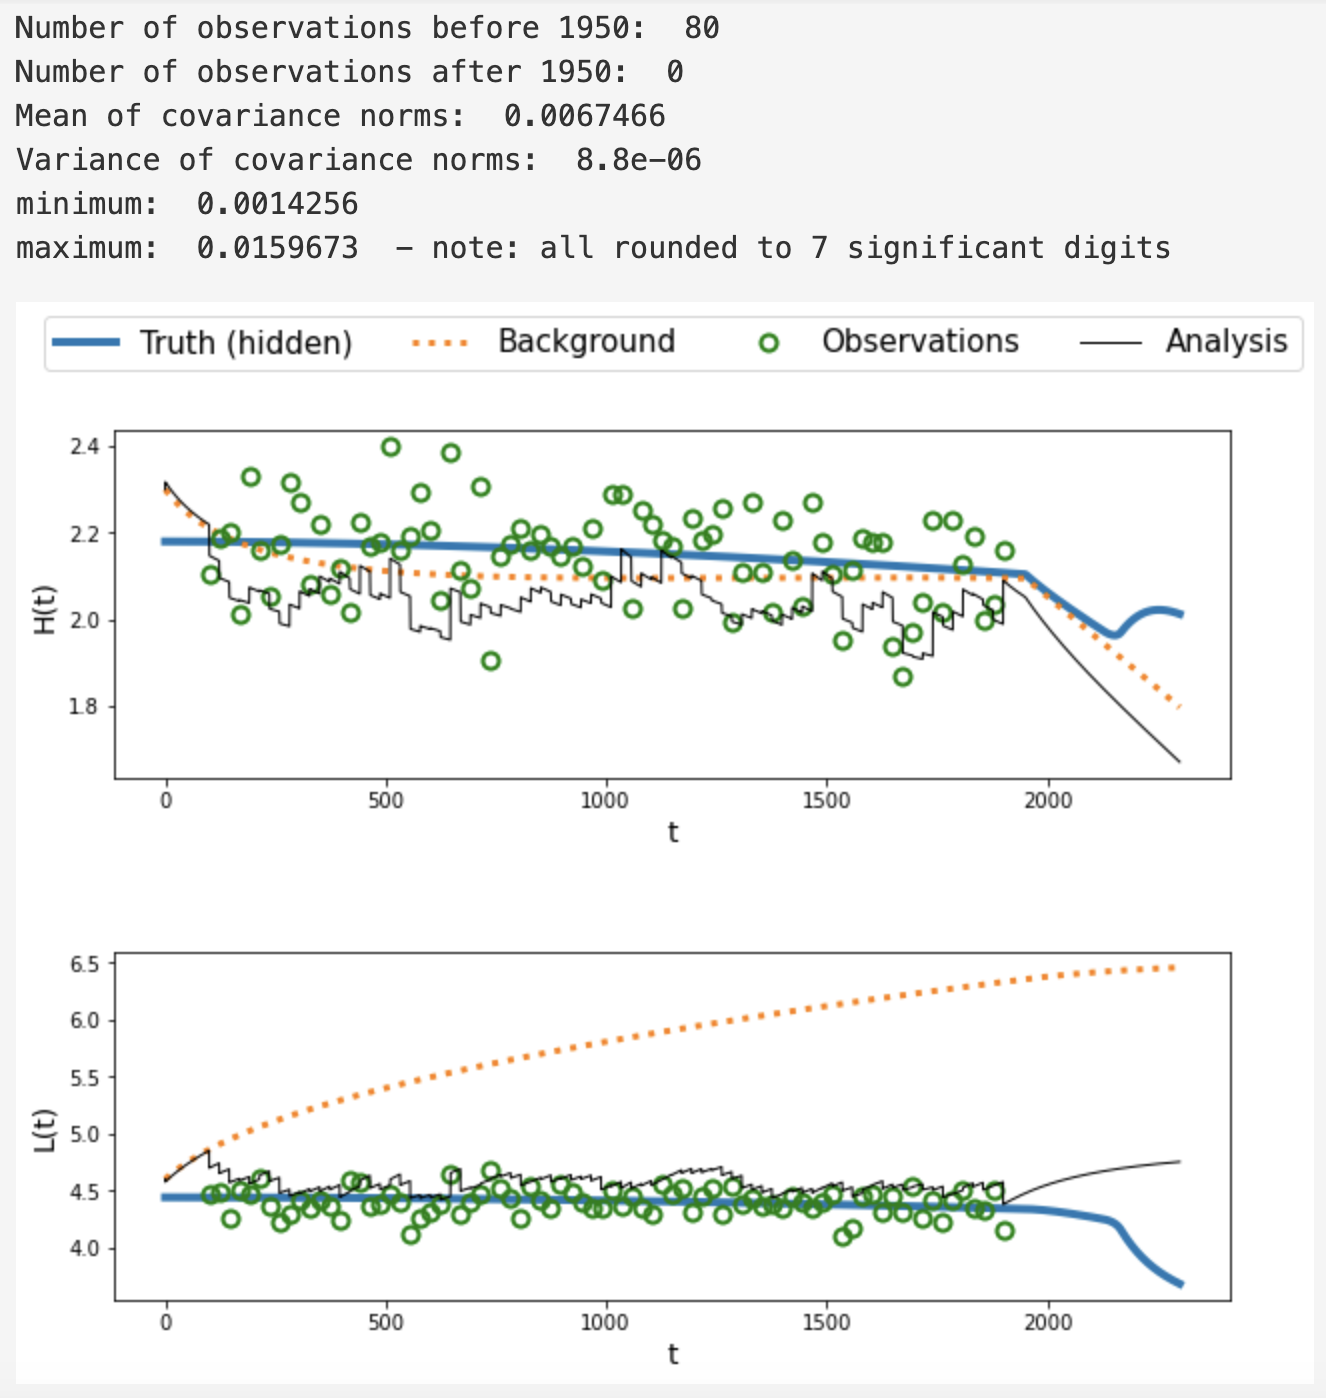 Number of observations before 1950:  80
Number of observations after 1950:  0
Mean of covariance norms:  0.0067466
Variance of covariance norms:  8.8e-06
minimum:  0.0014256
maximum:  0.0159673  - note: all rounded to 7 significant digits
Truth (hidden) Background Observations Analysis
2.4
2.2
2.0
1.8
H(t)
0 500 1000 1500 2000
t
6.5
6.0
5.5
5.0
4.5
4.0
L(t)
0 500 1000 1500 2000
t